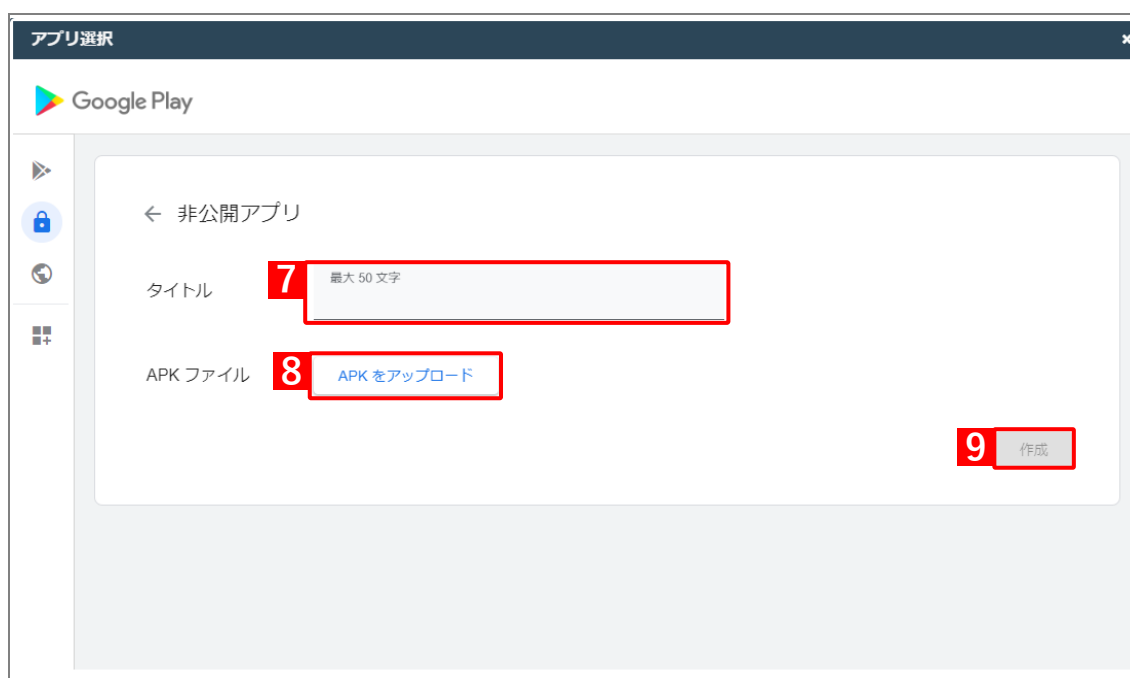 アプリ選択
Google Play
← 非公開アプリ
タイトル 7 最大 50 文字
APK ファイル 8 APK をアップロード
9 作成